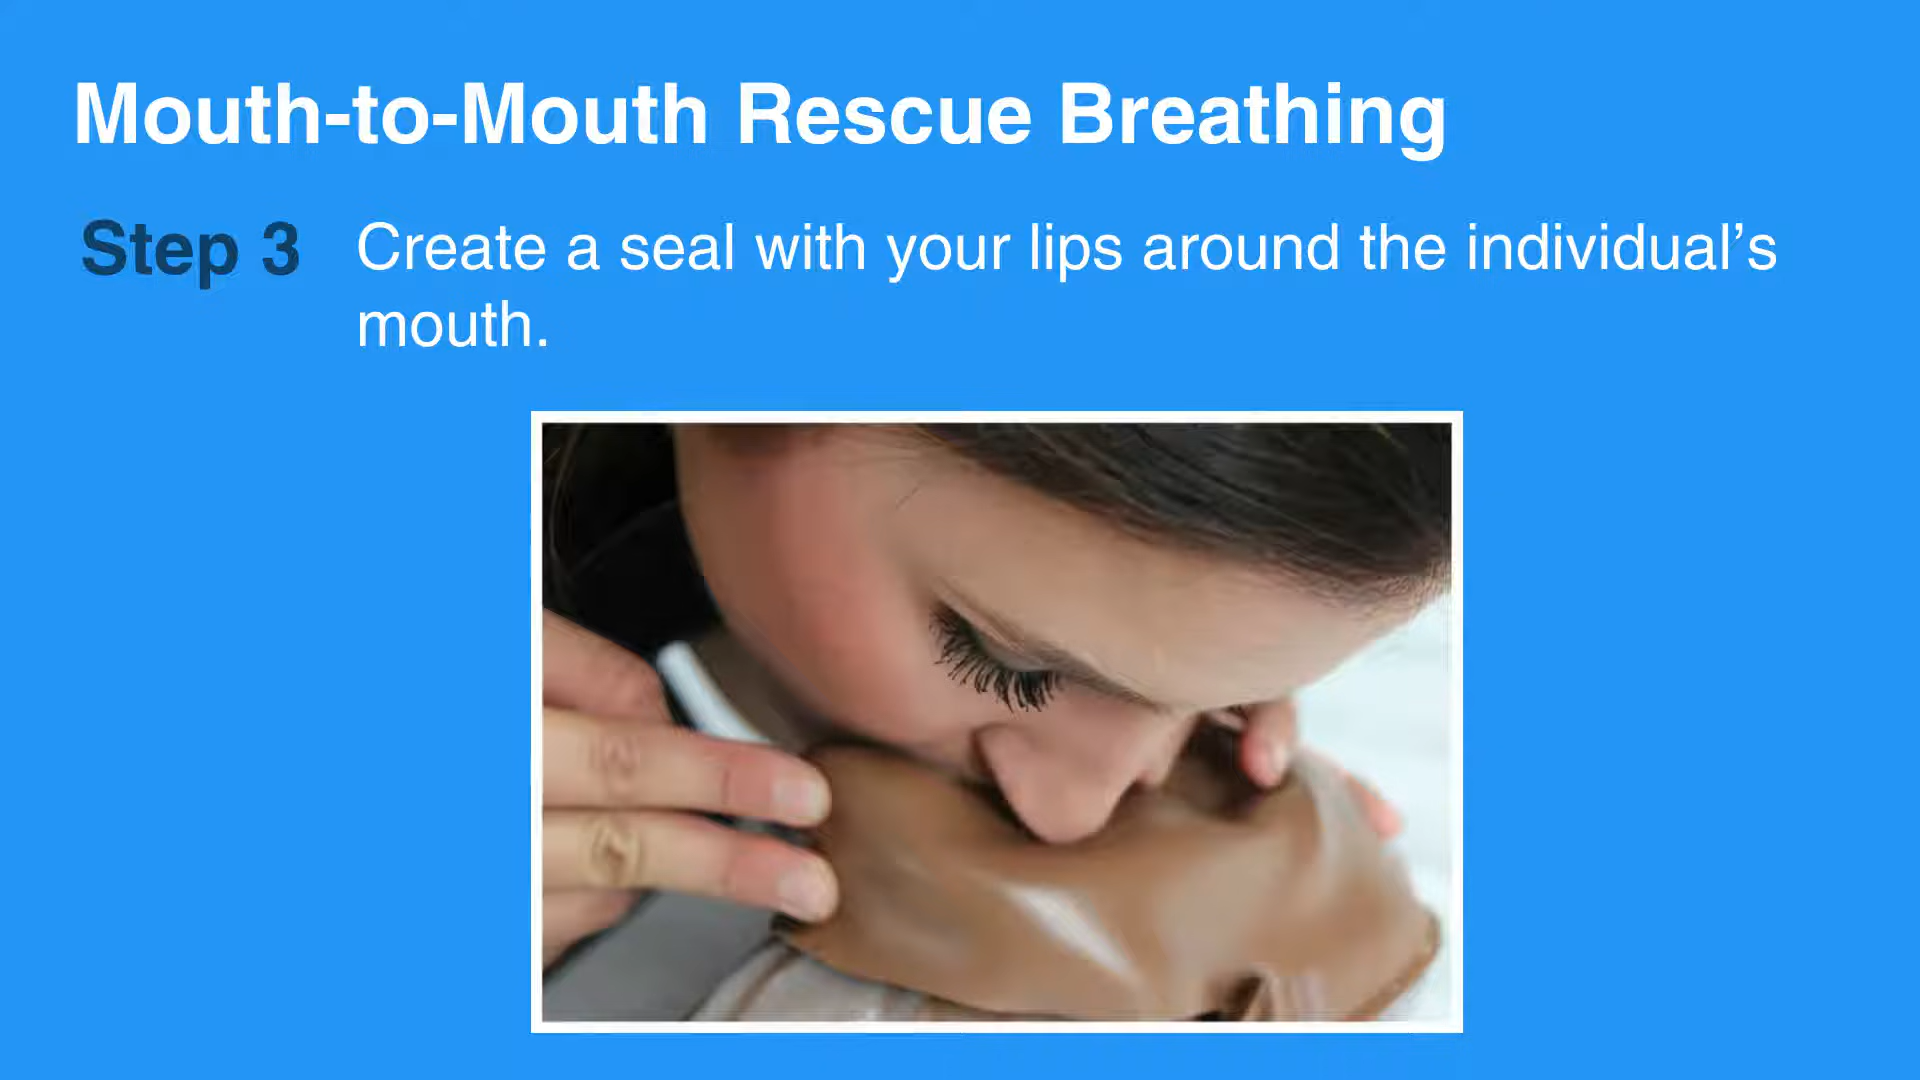 Mouth-to-Mouth Rescue Breathing
Step 3 Create a seal with your lips around the individual’s
mouth.